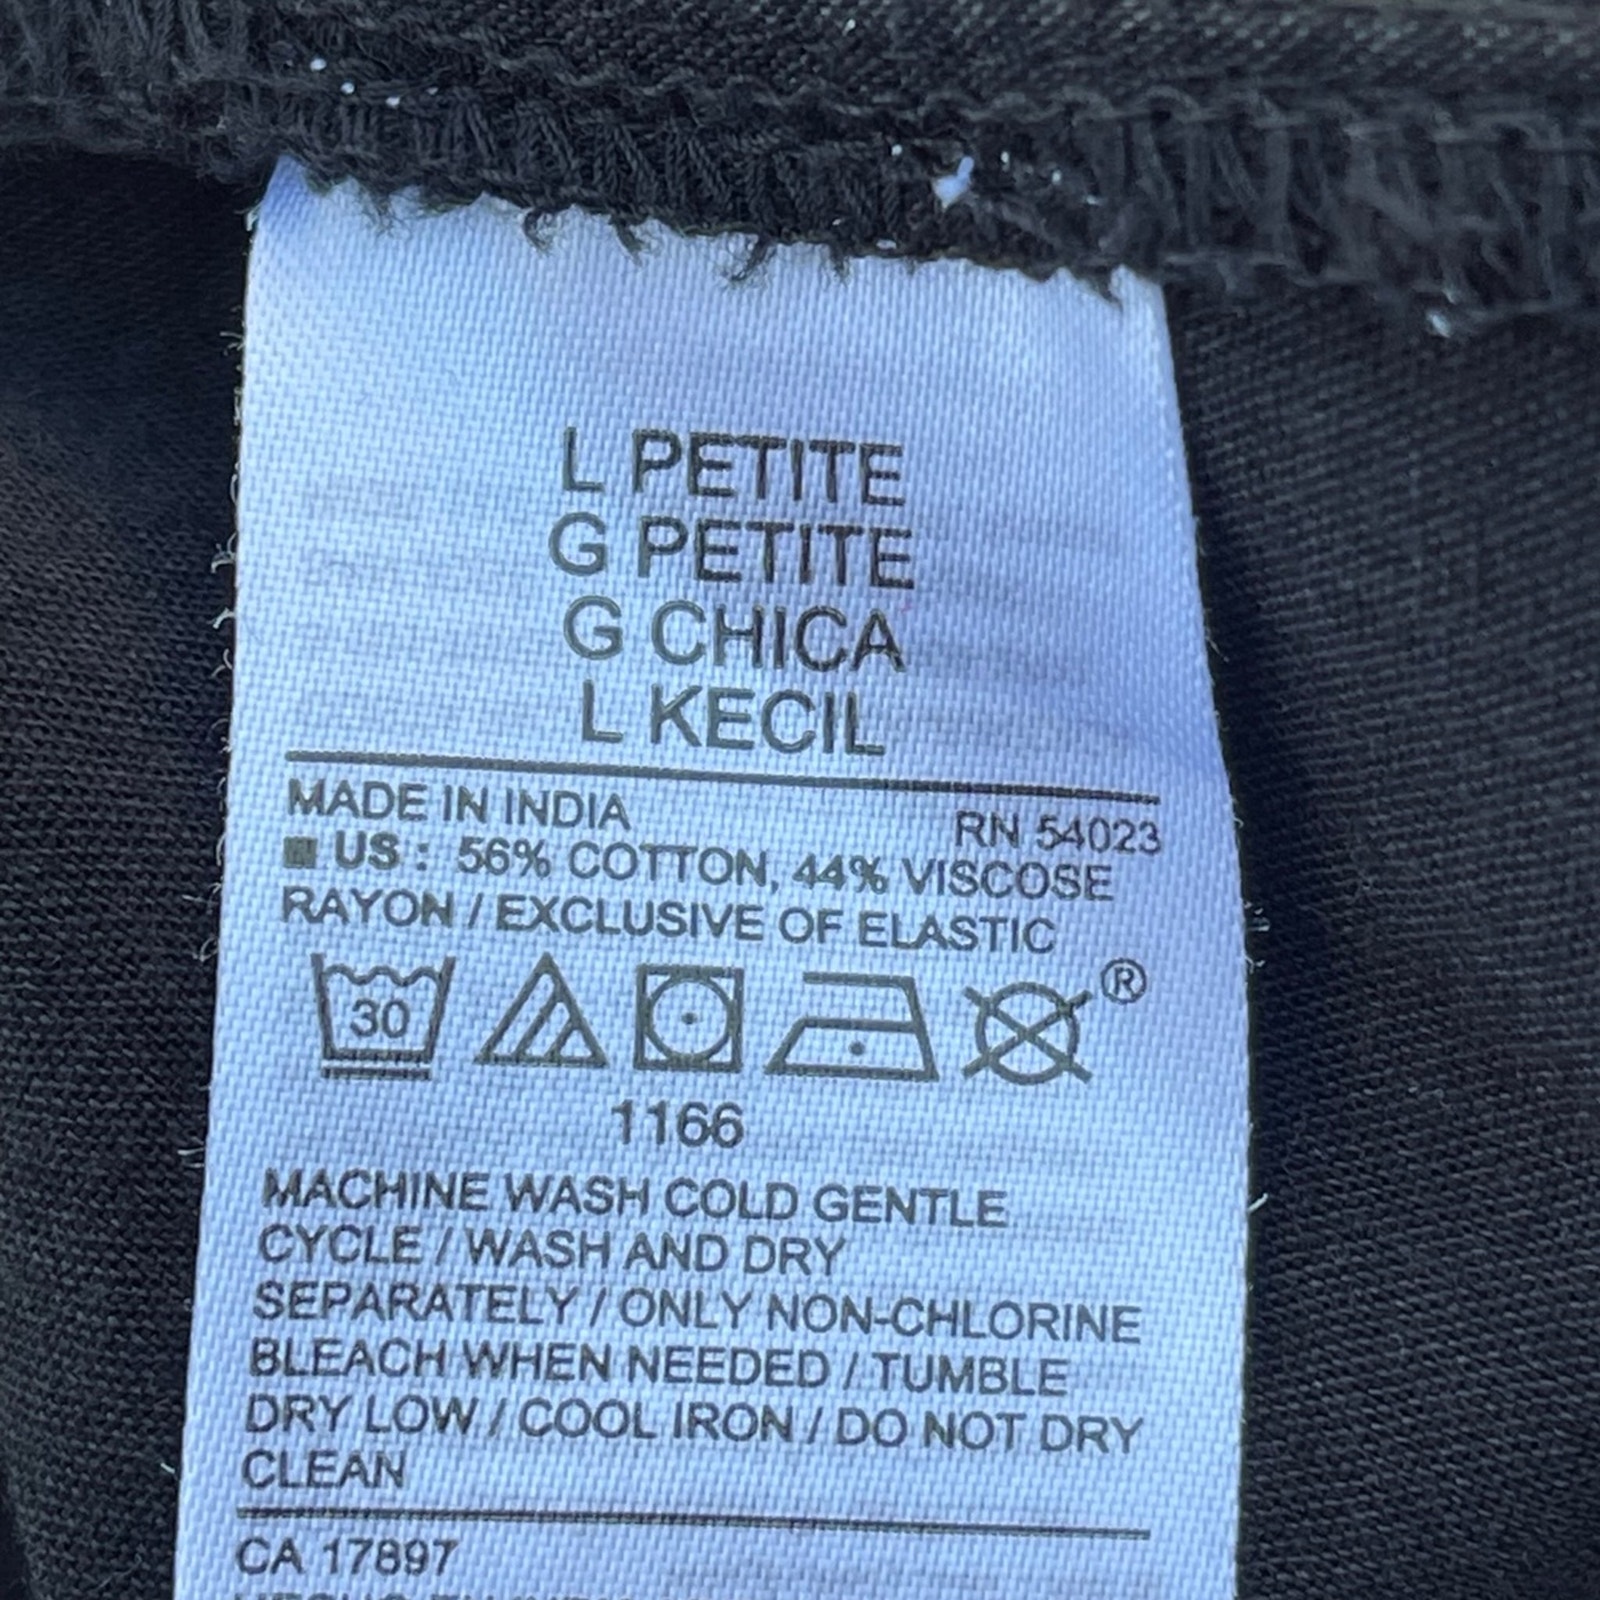 L PETITE
G PETITE
G CHICA
L KECIL
MADE IN INDIA
RN 54023
US : 56% COTTON, 44% VISCOSE
RAYON / EXCLUSIVE OF ELASTIC
30
®
1166
MACHINE WASH COLD GENTLE
CYCLE / WASH AND DRY
SEPARATELY / ONLY NON-CHLORINE
BLEACH WHEN NEEDED / TUMBLE
DRY LOW / COOL IRON / DO NOT DRY
CLEAN
CA 17897